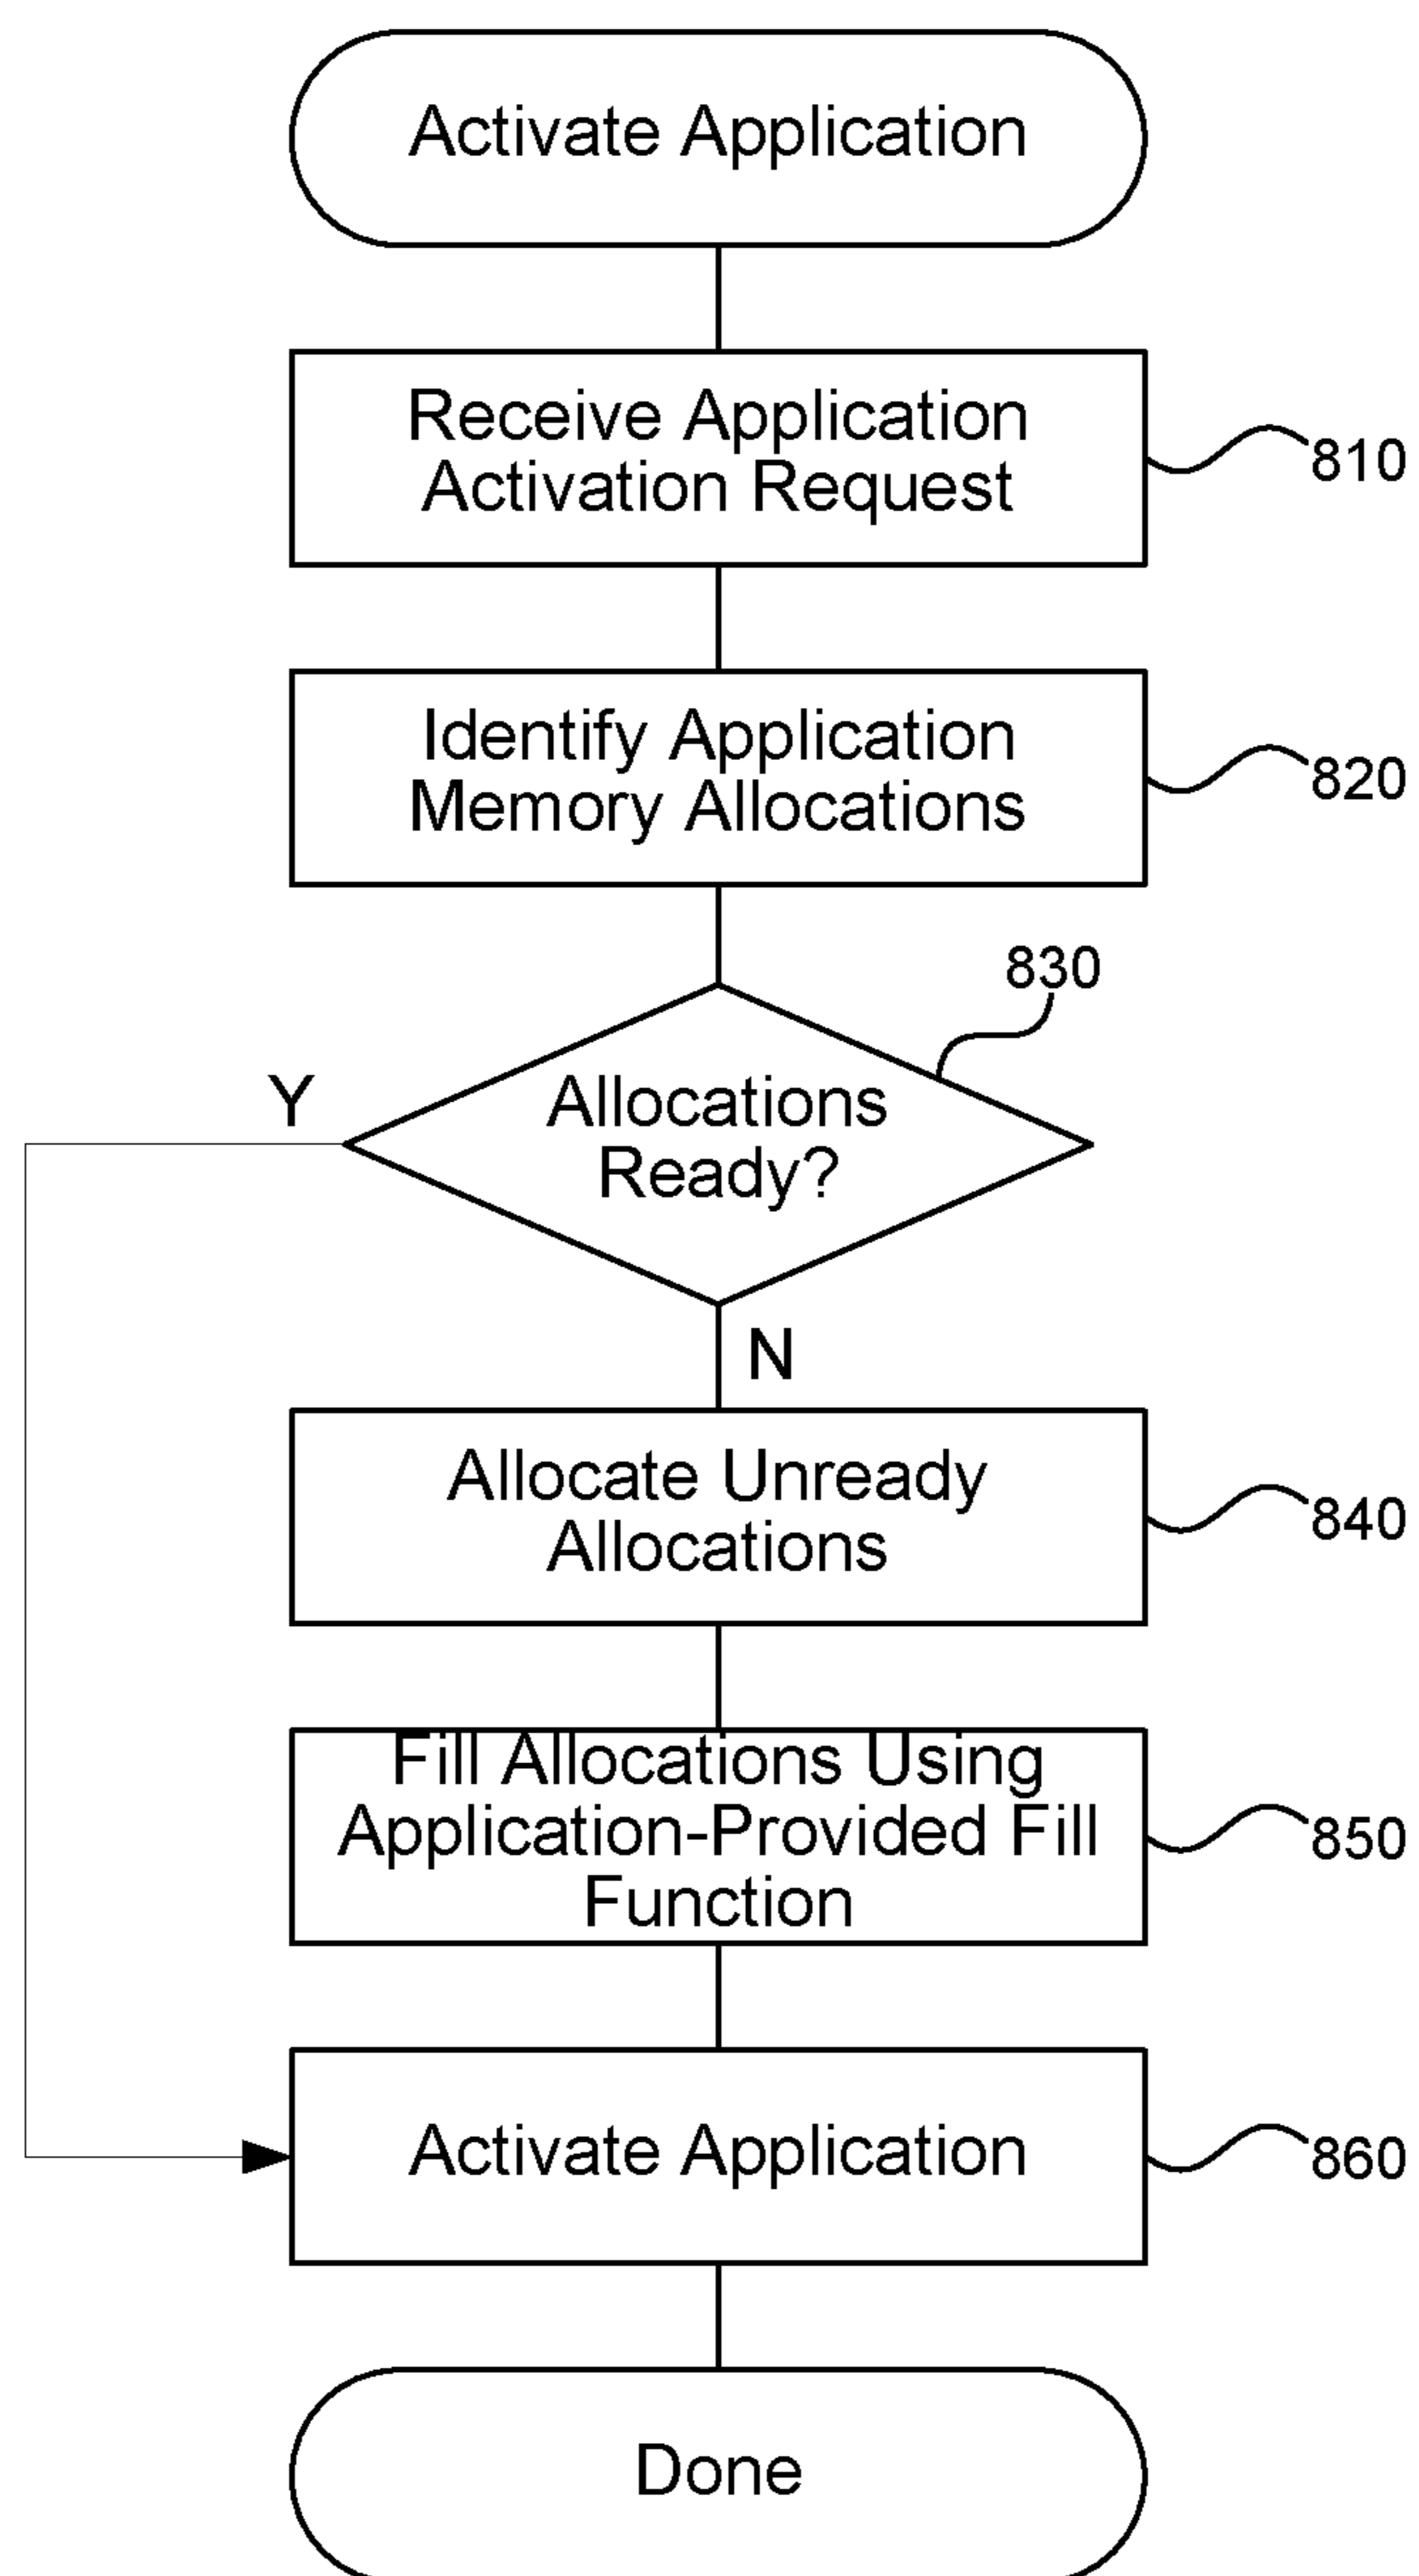 Activate Application
Receive Application
Activation Request
810
Identify Application
Memory Allocations
820
830
Y
Allocations
Ready?
N
Allocate Unready
Allocations
840
Fill Allocations Using
Application-Provided Fill
Function
850
Activate Application
860
Done